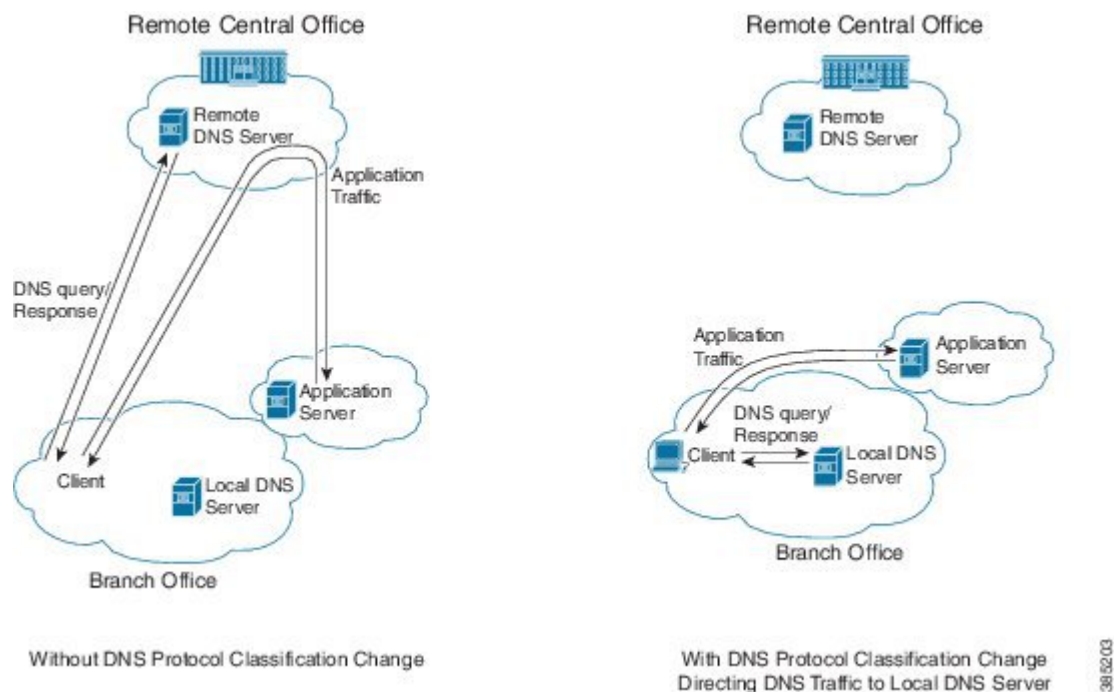 Remote Central Office
Remote
DNS Server
Application
Traffic
DNS query/
Response
Application
Server
Client
Local DNS
Server
Branch Office
Without DNS Protocol Classification Change
Remote Central Office
Remote
DNS Server
Application
Traffic
Application
Server
DNS query/
Response
Client
Local DNS
Server
Branch Office
With DNS Protocol Classification Change
Directing DNS Traffic to Local DNS Server
385203